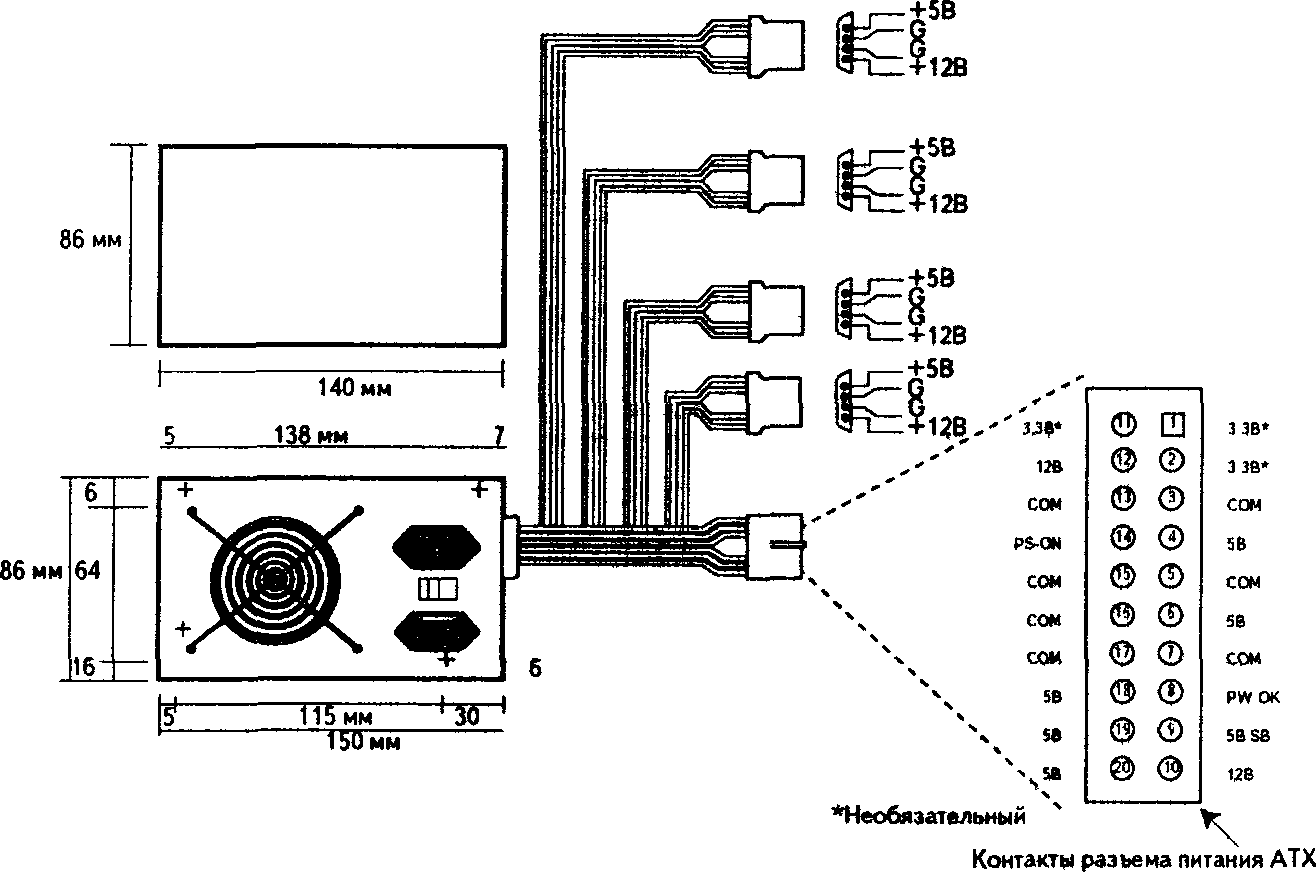 +5В
G
G
+12В
+5В
G
G
+12В
+5В
G
G
+12В
+5В
G
G
+12В
86 мм
140 мм
5 138 мм 7
6
86 мм 64
16
6
5 115 мм 30
150 мм
3,3В* 11 1 3 3В*
12В 12 2 3 3В*
COM 13 3 COM
PS-ON 14 4 5В
COM 15 5 COM
COM 16 6 5В
COM 17 7 COM
5В 18 8 PW OK
5В 19 9 5В SB
5В 20 10 12В
*Необязательный
Контакты разъема питания ATX